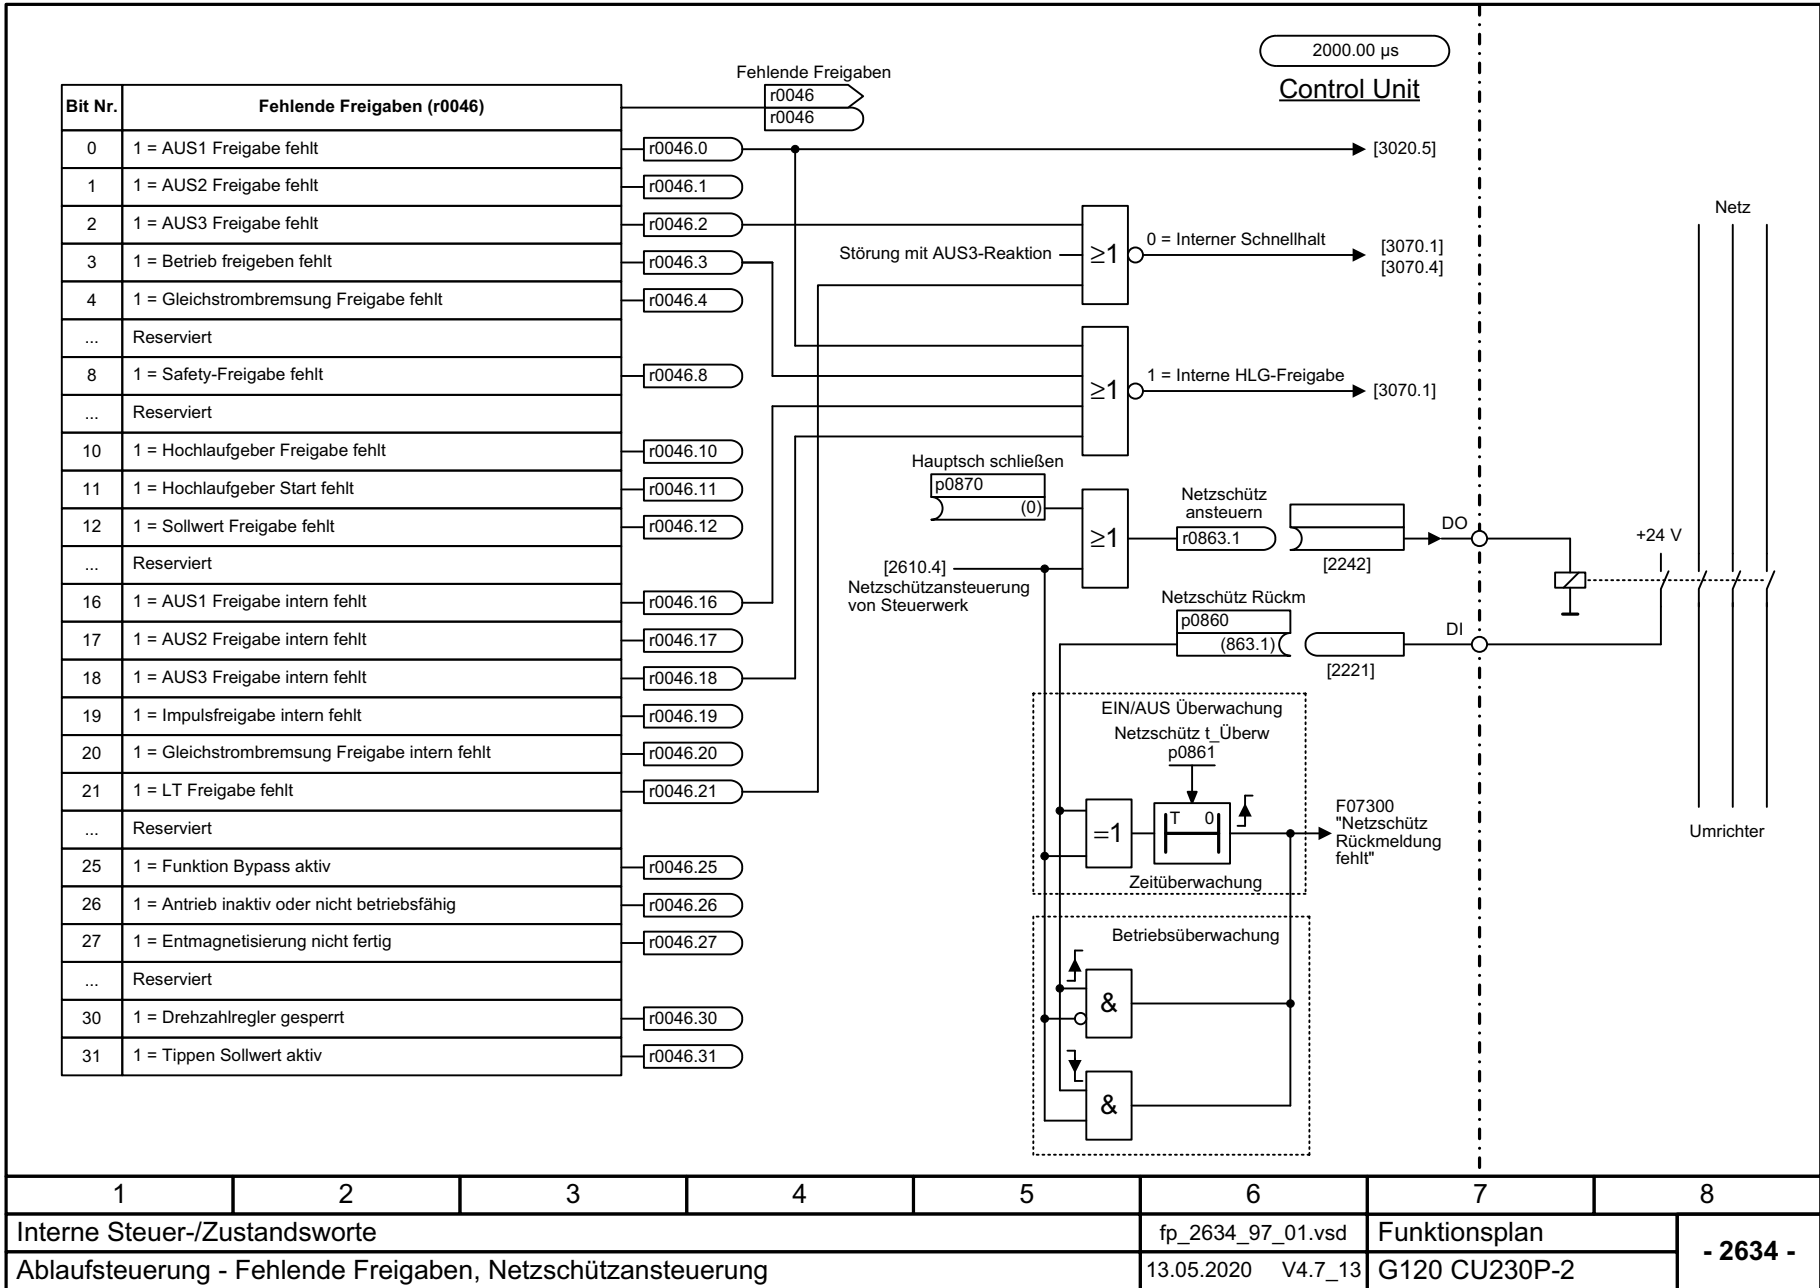 2000.00 µs
Control Unit
Fehlende Freigaben
r0046
r0046
Bit Nr. Fehlende Freigaben (r0046)
0 1 = AUS1 Freigabe fehlt r0046.0 [3020.5]
1 1 = AUS2 Freigabe fehlt r0046.1
2 1 = AUS3 Freigabe fehlt r0046.2
3 1 = Betrieb freigeben fehlt r0046.3
4 1 = Gleichstrombremsung Freigabe fehlt r0046.4
... Reserviert
8 1 = Safety-Freigabe fehlt r0046.8
... Reserviert
10 1 = Hochlaufgeber Freigabe fehlt r0046.10
11 1 = Hochlaufgeber Start fehlt r0046.11
12 1 = Sollwert Freigabe fehlt r0046.12
... Reserviert
16 1 = AUS1 Freigabe intern fehlt r0046.16
17 1 = AUS2 Freigabe intern fehlt r0046.17
18 1 = AUS3 Freigabe intern fehlt r0046.18
19 1 = Impulsfreigabe intern fehlt r0046.19
20 1 = Gleichstrombremsung Freigabe intern fehlt r0046.20
21 1 = LT Freigabe fehlt r0046.21
... Reserviert
25 1 = Funktion Bypass aktiv r0046.25
26 1 = Antrieb inaktiv oder nicht betriebsfähig r0046.26
27 1 = Entmagnetisierung nicht fertig r0046.27
... Reserviert
30 1 = Drehzahlregler gesperrt r0046.30
31 1 = Tippen Sollwert aktiv r0046.31
Störung mit AUS3-Reaktion
≥1
0 = Interner Schnellhalt
[3070.1]
[3070.4]
≥1
1 = Interne HLG-Freigabe
[3070.1]
Hauptsch schließen
p0870
(0)
[2610.4]
Netzschützansteuerung
von Steuerwerk
≥1
Netzschütz
ansteuern
r0863.1
[2242]
DO
Netzschütz Rückm
p0860
(863.1)
[2221]
DI
Netz
+24 V
Umrichter
EIN/AUS Überwachung
Netzschütz t_Überw
p0861
=1
T 0
Zeitüberwachung
F07300
"Netzschütz
Rückmeldung
fehlt"
Betriebsüberwachung
&
&
1 2 3 4 5 6 7 8
Interne Steuer-/Zustandsworte fp_2634_97_01.vsd Funktionsplan
- 2634 -
Ablaufsteuerung - Fehlende Freigaben, Netzschützansteuerung 13.05.2020 V4.7_13 G120 CU230P-2